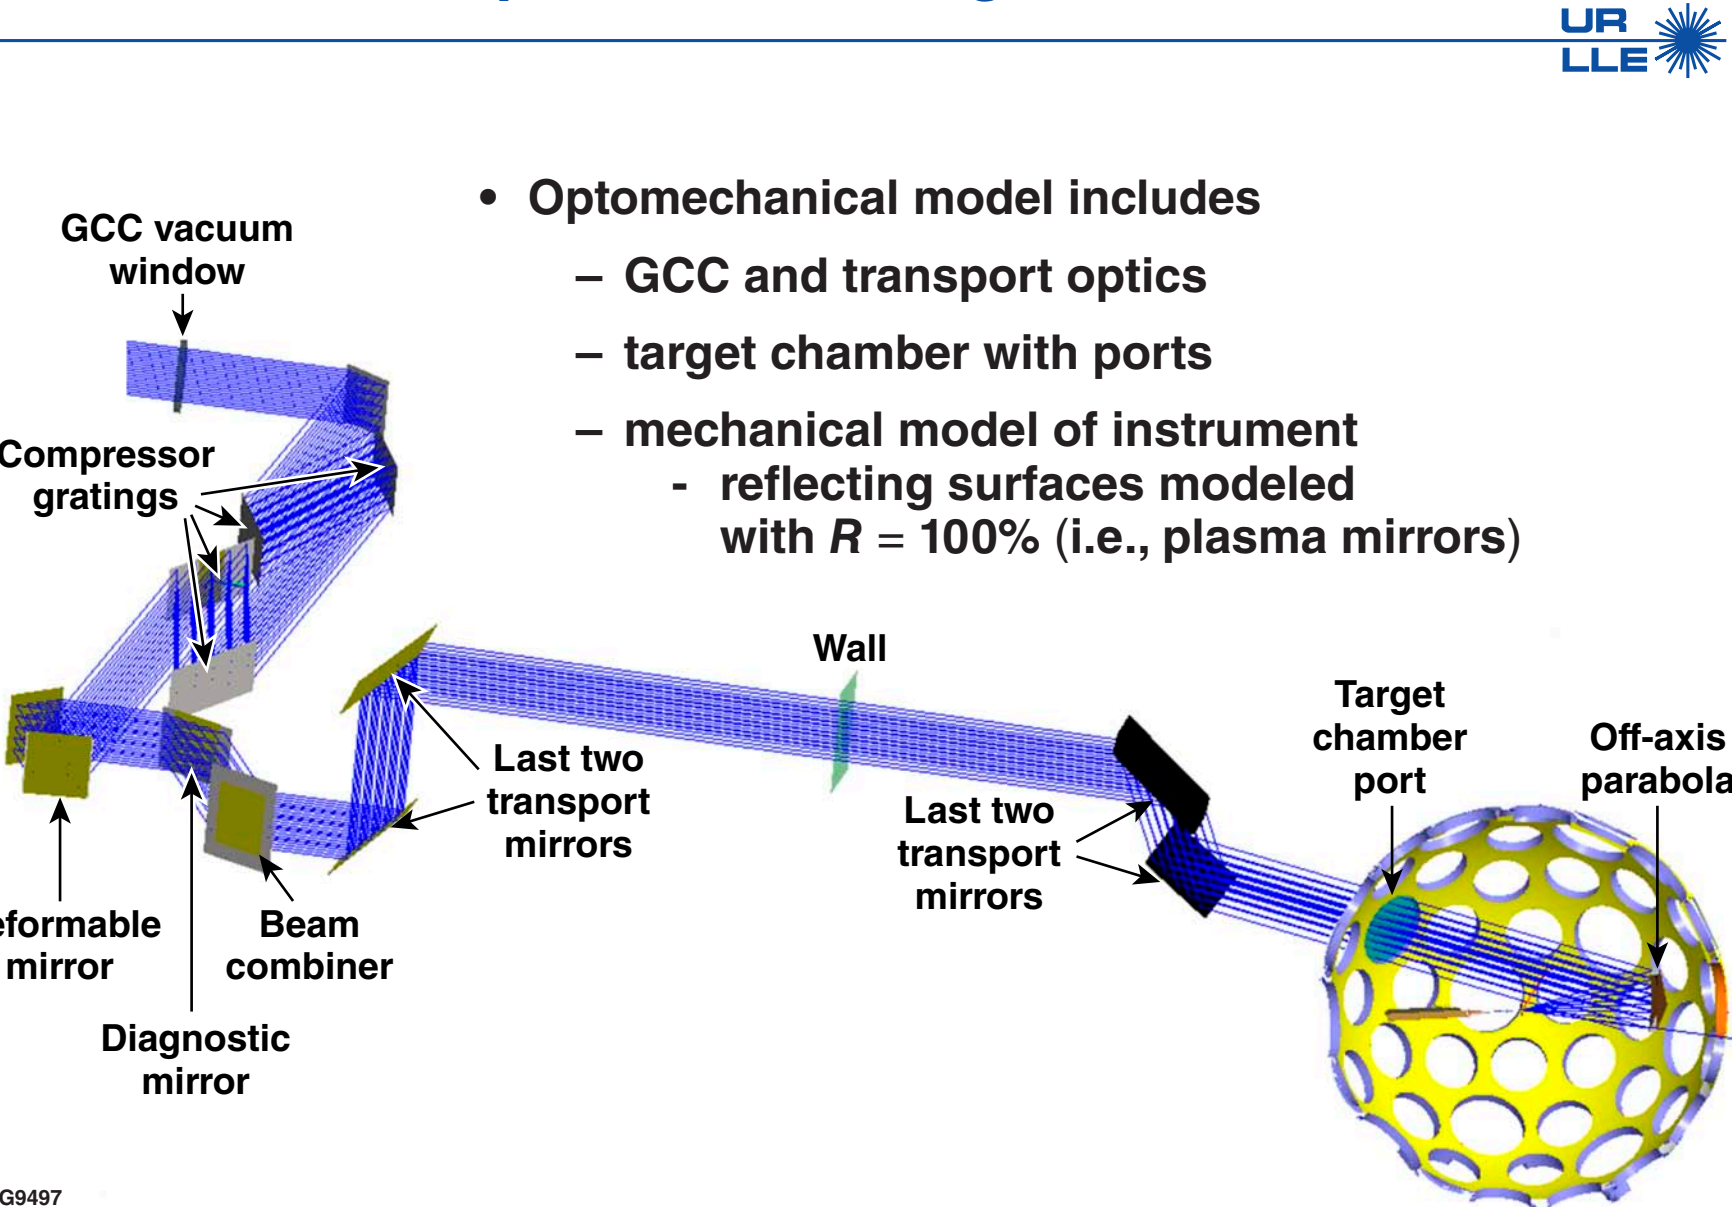 UR
LLE
• Optomechanical model includes
– GCC and transport optics
– target chamber with ports
– mechanical model of instrument
- reflecting surfaces modeled
with R = 100% (i.e., plasma mirrors)
GCC vacuum
window
Compressor
gratings
Wall
Last two
transport
mirrors
Last two
transport
mirrors
Target
chamber
port
Off-axis
parabola
eformable
mirror
Beam
combiner
Diagnostic
mirror
G9497